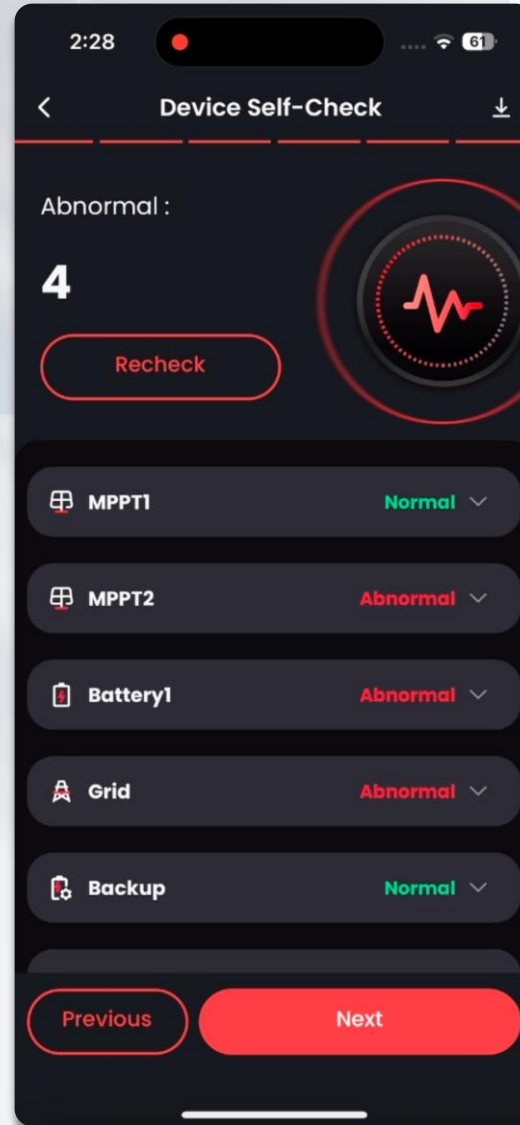 2:28
61
Device Self-Check
Abnormal :
4
Recheck
MPPT1 Normal
MPPT2 Abnormal
Battery1 Abnormal
Grid Abnormal
Backup Normal
Previous Next